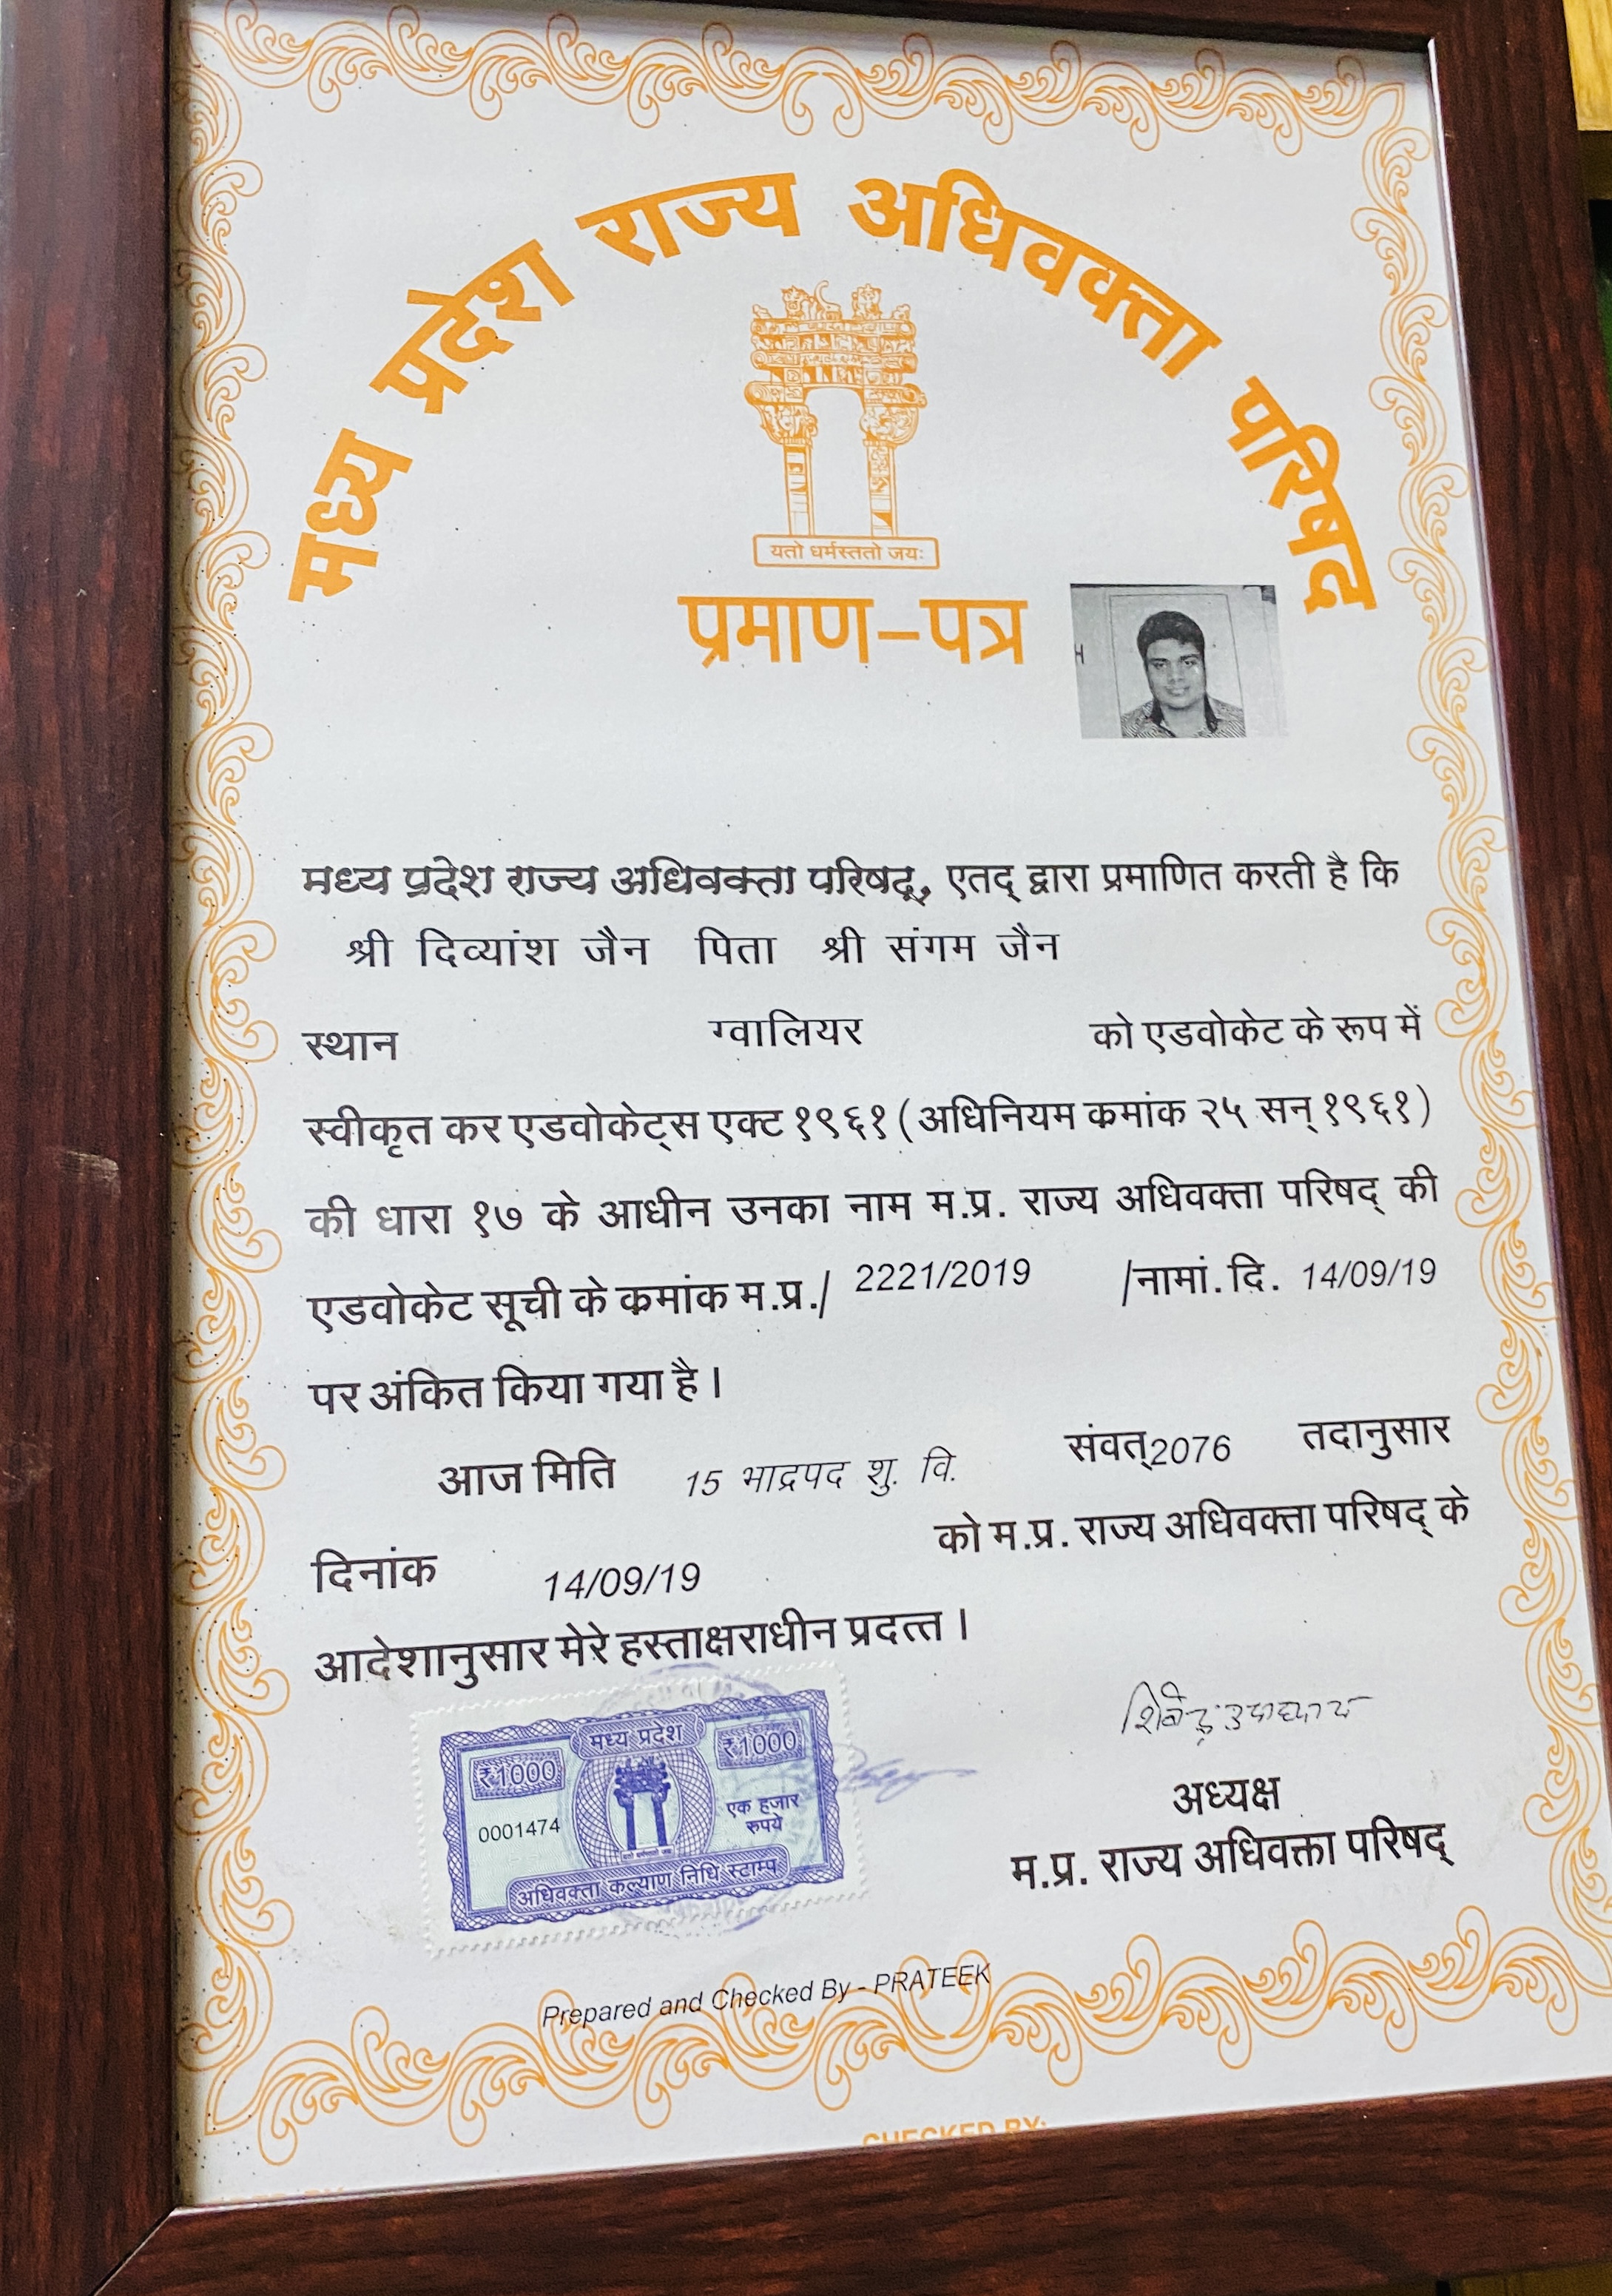 मध्य प्रदेश राज्य अधिवक्ता परिषद्
यतो धर्मस्ततो जयः
प्रमाण-पत्र
मध्य प्रदेश राज्य अधिवक्ता परिषद्, एतद् द्वारा प्रमाणित करती है कि
श्री दिव्यांश जैन पिता श्री संगम जैन
स्थान ग्वालियर को एडवोकेट के रूप में
स्वीकृत कर एडवोकेट्स एक्ट १९६१ (अधिनियम क्रमांक २५ सन् १९६१)
की धारा १७ के आधीन उनका नाम म.प्र. राज्य अधिवक्ता परिषद् की
एडवोकेट सूची के क्रमांक म.प्र./ 2221/2019 /नामां. दि. 14/09/19
पर अंकित किया गया है।
आज मिति 15 भाद्रपद शु. वि. संवत् 2076 तदानुसार
दिनांक 14/09/19 को म.प्र. राज्य अधिवक्ता परिषद् के
आदेशानुसार मेरे हस्ताक्षराधीन प्रदत्त।
मध्य प्रदेश
₹1000 ₹1000
0001474 एक हजार
रुपये
अधिवक्ता कल्याण निधि स्टाम्प
अध्यक्ष
म.प्र. राज्य अधिवक्ता परिषद्
Prepared and Checked By - PRATEEK
CHECKED BY: